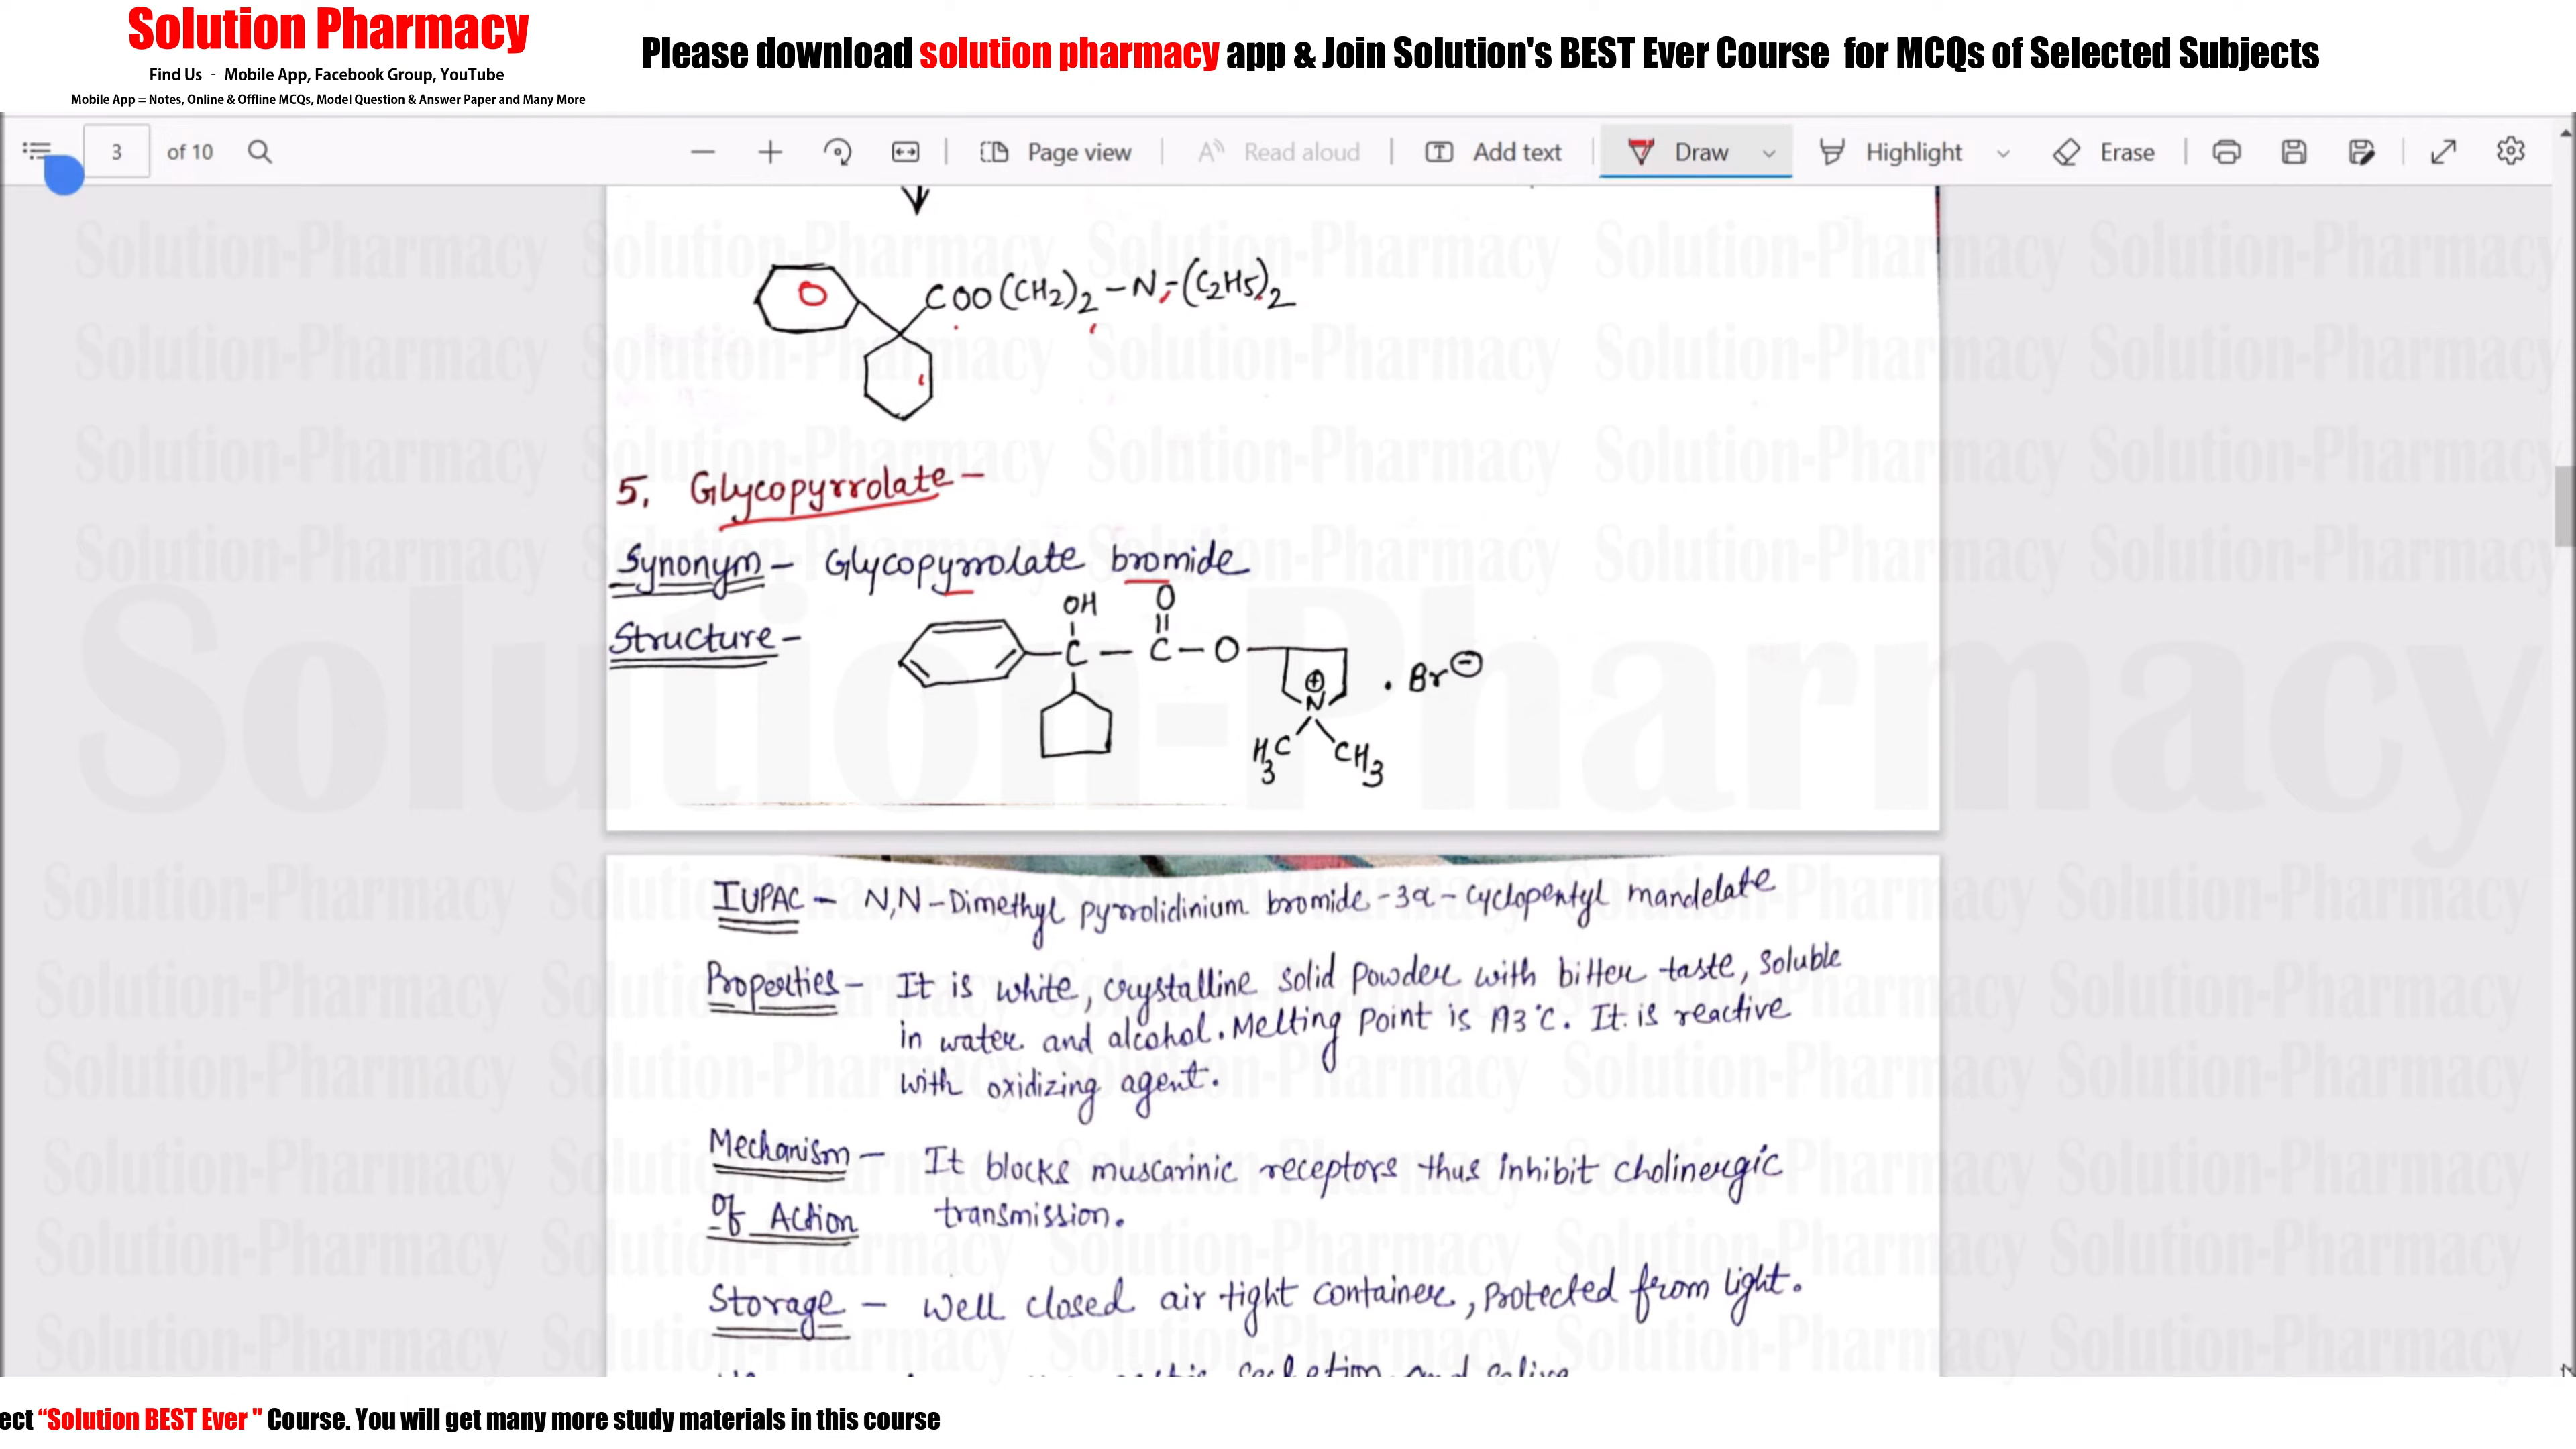 Solution Pharmacy
Find Us - Mobile App, Facebook Group, YouTube
Mobile App = Notes, Online & Offline MCQs, Model Question & Answer Paper and Many More
Please download solution pharmacy app & Join Solution's BEST Ever Course for MCQs of Selected Subjects
3 of 10
Page view
Read aloud
Add text
Draw
Highlight
Erase
COO(CH2)2-N-(C2H5)2
5. Glycopyrrolate-
Synonym- Glycopyrrolate bromide
OH O
Structure- C - C-O
N . Br
H3C CH3
IUPAC - N,N-Dimethyl pyrrolidinium bromide-3α-cyclopentyl mandelate
Properties- It is white, crystalline solid powder with bitter taste, soluble
in water and alcohol. Melting point is 193°C. It is reactive
with oxidizing agent.
Mechanism - It blocks muscarinic receptors thus inhibit cholinergic
Of Action transmission.
Storage - Well closed air tight container, protected from light.
Solution-Pharmacy
ect “Solution BEST Ever " Course. You will get many more study materials in this course